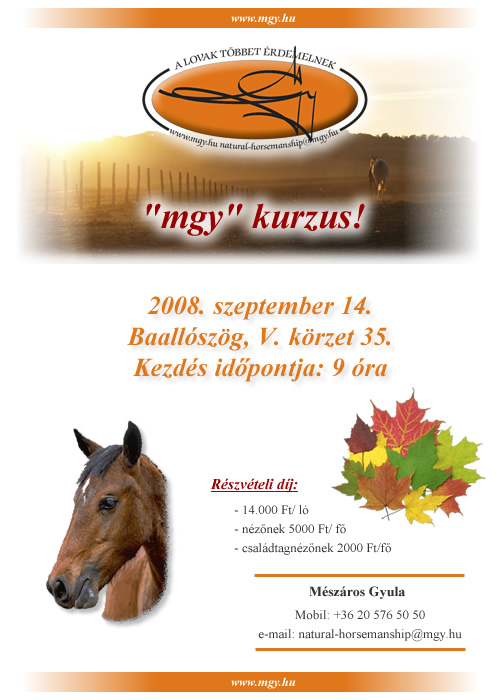 www.mgy.hu
A LOVAK TÖBBET ÉRDEMELNEK
www.mgy.hu natural-horsemanship@mgy.hu
"mgy" kurzus!
2008. szeptember 14.
Baallószög, V. körzet 35.
Kezdés időpontja: 9 óra
Részvételi díj:
- 14.000 Ft/ ló
- nézőnek 5000 Ft/ fő
- családtagnézőnek 2000 Ft/fő
Mészáros Gyula
Mobil: +36 20 576 50 50
e-mail: natural-horsemanship@mgy.hu
www.mgy.hu